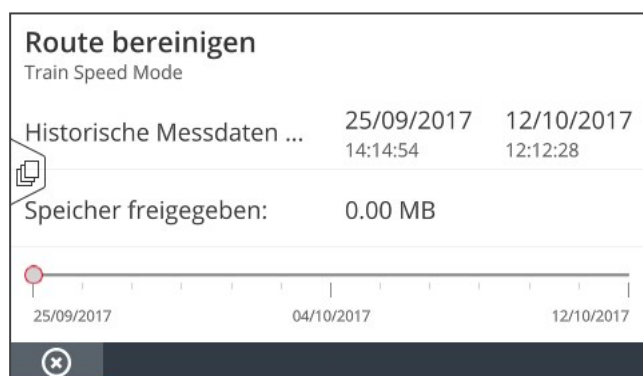 Route bereinigen
Train Speed Mode
Historische Messdaten ... 25/09/2017 12/10/2017
14:14:54 12:12:28
Speicher freigegeben: 0.00 MB
25/09/2017 04/10/2017 12/10/2017